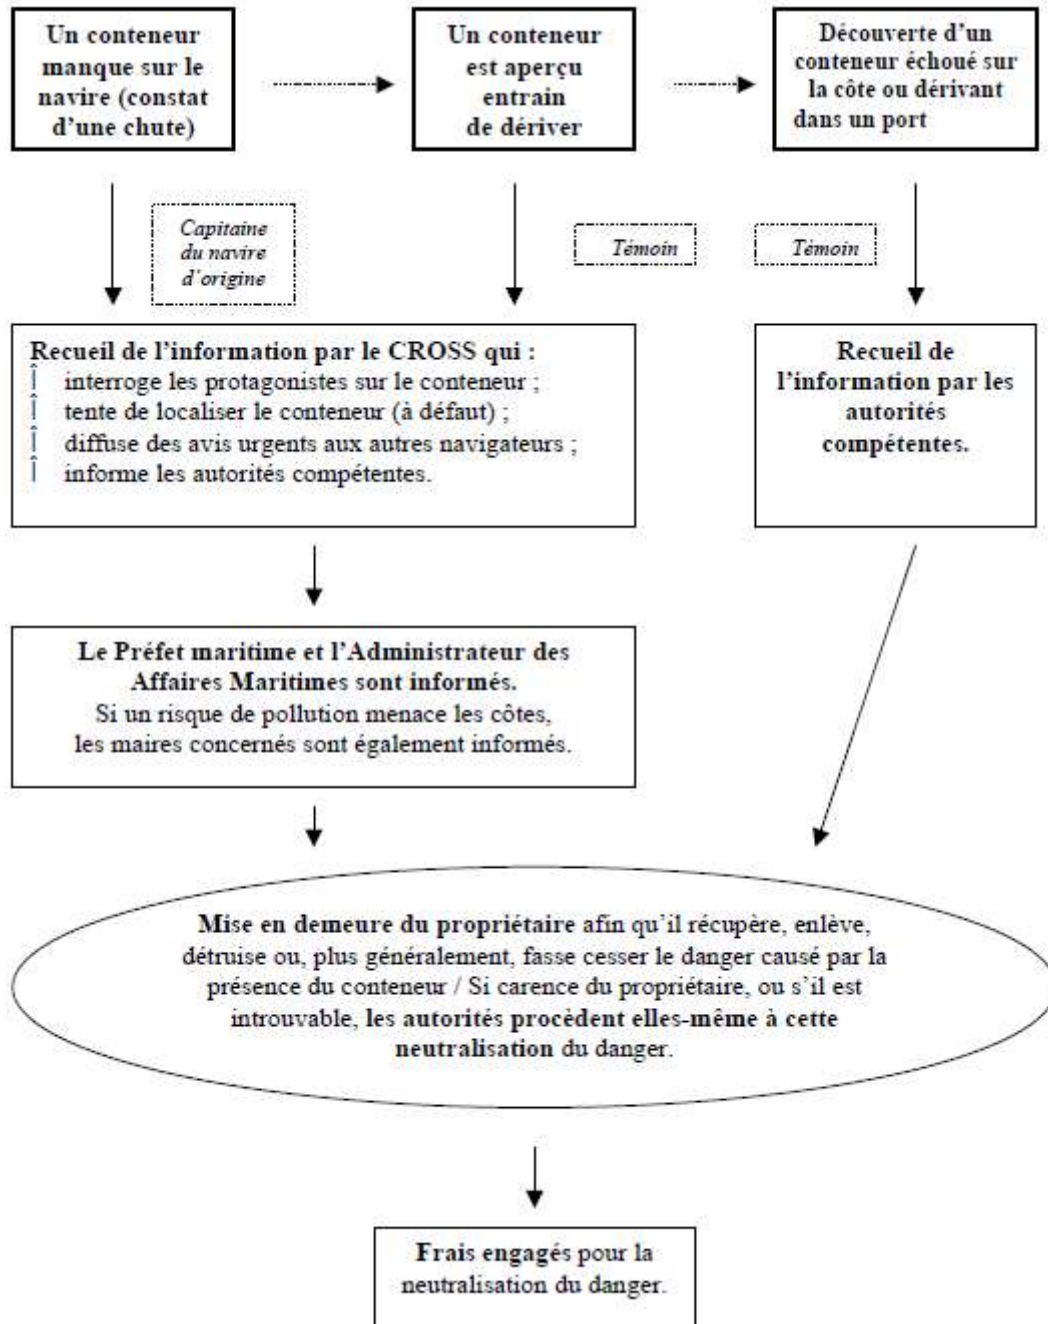 Un conteneur
manque sur le
navire (constat
d’une chute)
Un conteneur
est aperçu
entrain
de dériver
Découverte d’un
conteneur échoué sur
la côte ou dérivant
dans un port
Capitaine
du navire
d’origine
Témoin
Témoin
Recueil de l’information par le CROSS qui :
Î interroge les protagonistes sur le conteneur ;
Î tente de localiser le conteneur (à défaut) ;
Î diffuse des avis urgents aux autres navigateurs ;
Î informe les autorités compétentes.
Recueil de
l’information par les
autorités
compétentes.
Le Préfet maritime et l’Administrateur des
Affaires Maritimes sont informés.
Si un risque de pollution menace les côtes,
les maires concernés sont également informés.
Mise en demeure du propriétaire afin qu’il récupère, enlève,
détruise ou, plus généralement, fasse cesser le danger causé par la
présence du conteneur / Si carence du propriétaire, ou s’il est
introuvable, les autorités procèdent elles-même à cette
neutralisation du danger.
Frais engagés pour la
neutralisation du danger.